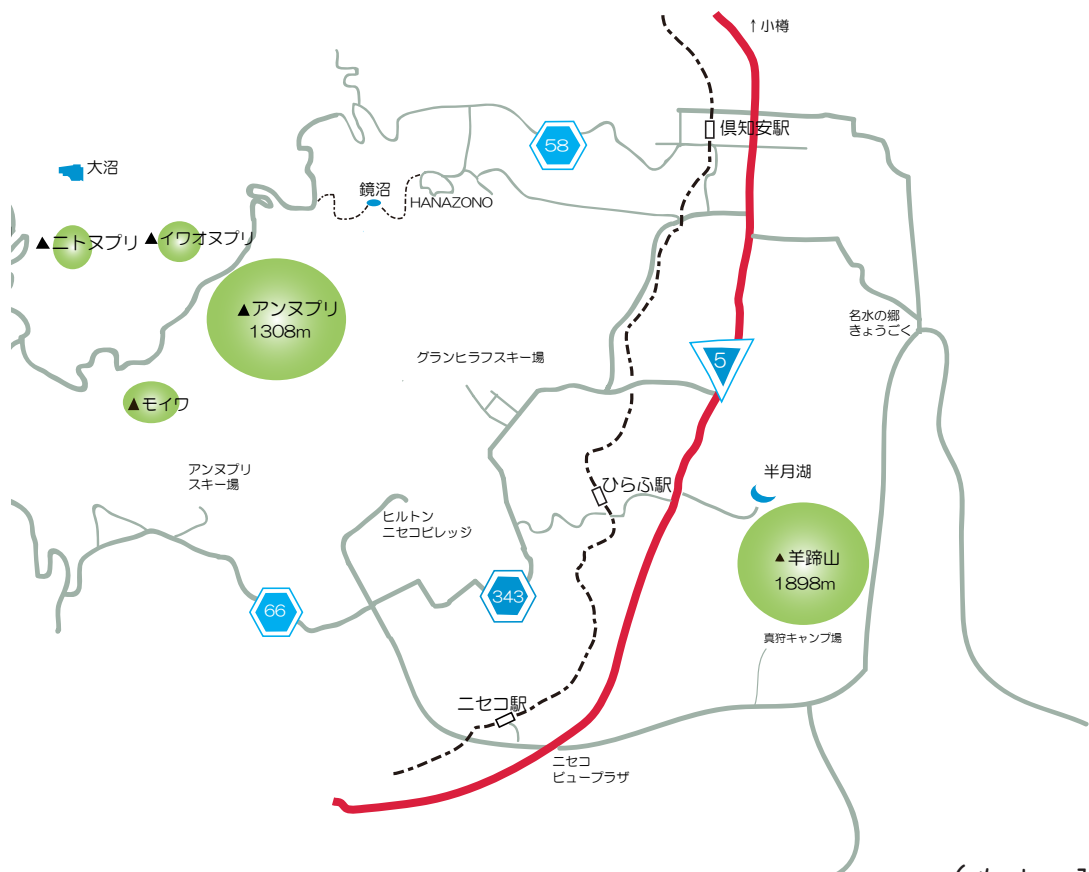 ↑小樽
倶知安駅
58
大沼
鏡沼
HANAZONO
▲ニトヌプリ
▲イワオヌプリ
▲アンヌプリ
1308m
名水の郷
きょうごく
グランヒラフスキー場
5
▲モイワ
アンヌプリ
スキー場
半月湖
ひらふ駅
ヒルトン
ニセコビレッジ
▲羊蹄山
1898m
343
66
真狩キャンプ場
ニセコ駅
ニセコ
ビュープラザ